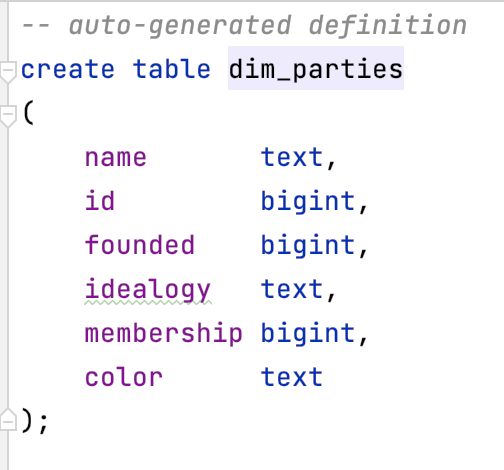 -- auto-generated definition
create table dim_parties
(
    name       text,
    id         bigint,
    founded    bigint,
    idealogy   text,
    membership bigint,
    color      text
);